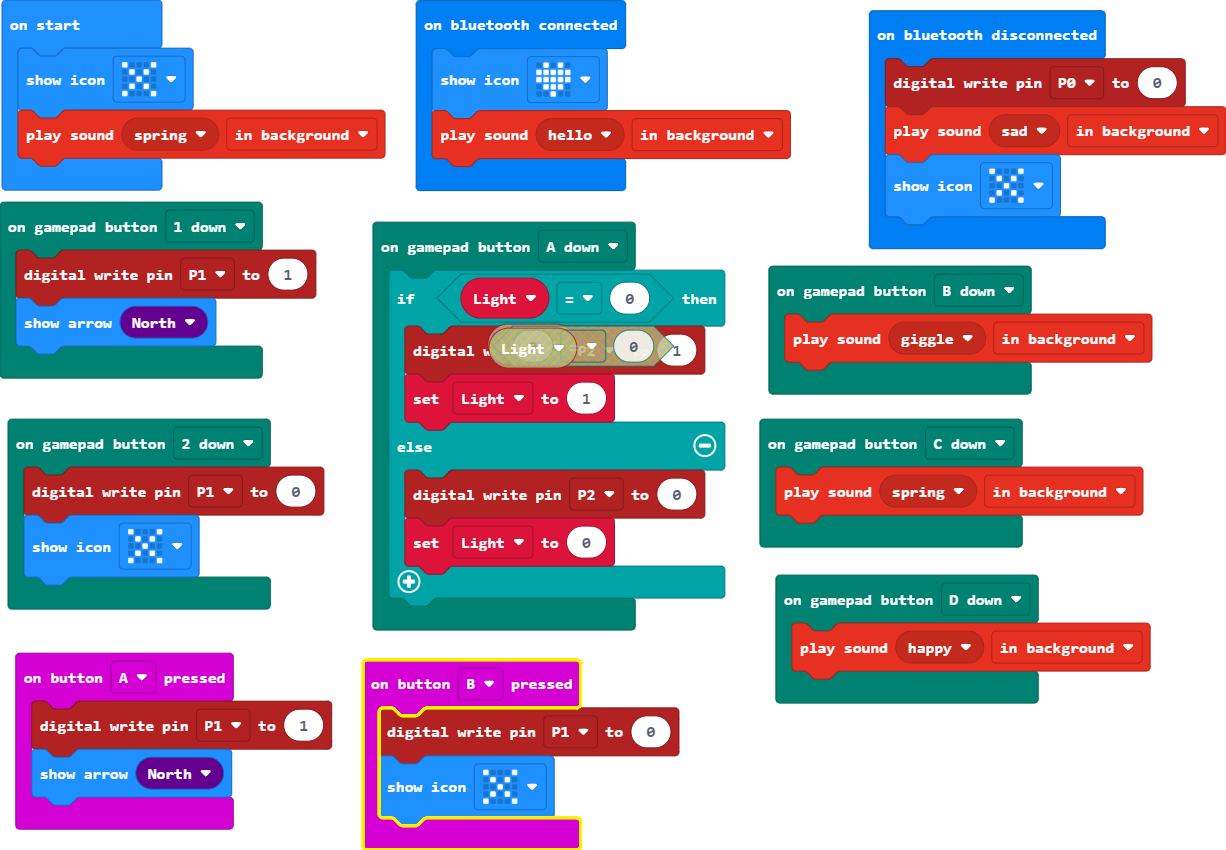 on start
show icon
play sound spring in background
on bluetooth connected
show icon
play sound hello in background
on bluetooth disconnected
digital write pin P0 to 0
play sound sad in background
show icon
on gamepad button 1 down
digital write pin P1 to 1
show arrow North
on gamepad button A down
if Light = 0 then
digital w P2 1
Light 0
set Light to 1
else
digital write pin P2 to 0
set Light to 0
on gamepad button B down
play sound giggle in background
on gamepad button 2 down
digital write pin P1 to 0
show icon
on gamepad button C down
play sound spring in background
on gamepad button D down
play sound happy in background
on button A pressed
digital write pin P1 to 1
show arrow North
on button B pressed
digital write pin P1 to 0
show icon